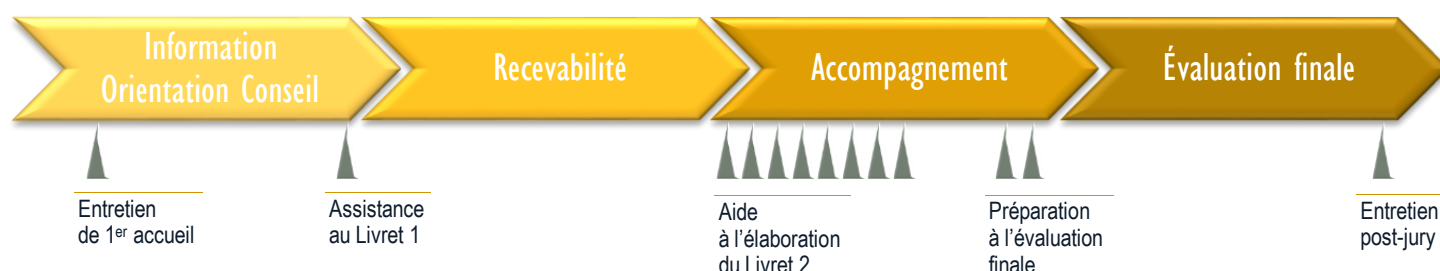 Information
Orientation Conseil
Recevabilité
Accompagnement
Évaluation finale
Entretien
de 1er accueil
Assistance
au Livret 1
Aide
à l'élaboration
du Livret 2
Préparation
à l'évaluation
finale
Entretien
post-jury